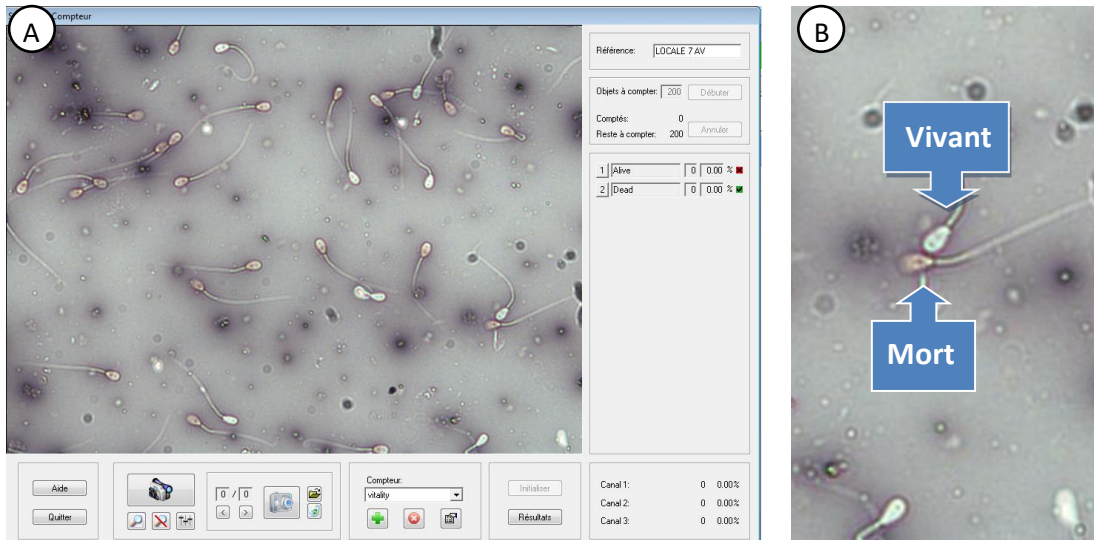 A
Compteur
Référence: LOCALE 7 AV
Objets à compter: 200 Débuter
Comptés: 0
Reste à compter: 200 Annuler
1 Alive 0 0.00 %
2 Dead 0 0.00 %
Aide
Quitter
0 / 0
< >
Compteur:
vitality
Initialiser
Résultats
Canal 1: 0 0.00%
Canal 2: 0 0.00%
Canal 3: 0 0.00%
B
Vivant
Mort